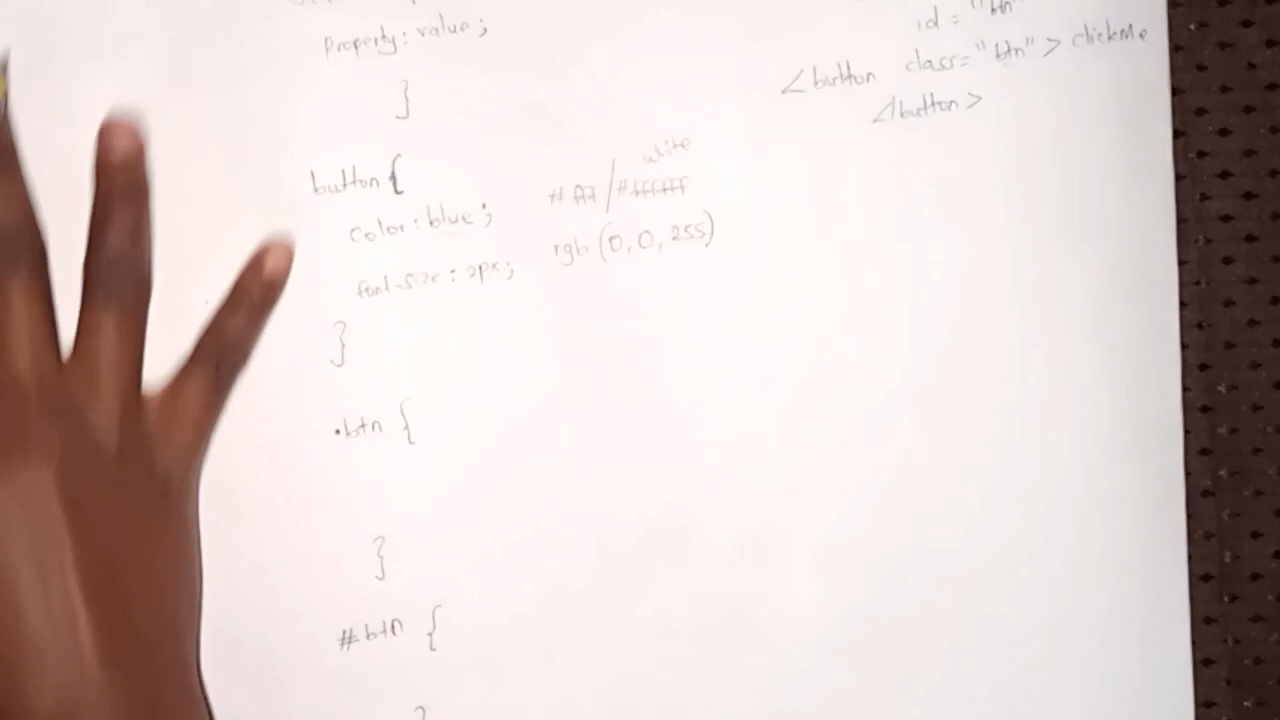 Property: value;
}
button{
color: blue;
font-size: 2px;
}
.btn {
}
#btn {
}
white
#fff / #ffffff
rgb (0, 0, 255)
id = "btn"
<button class="btn"> clickMe
</button>